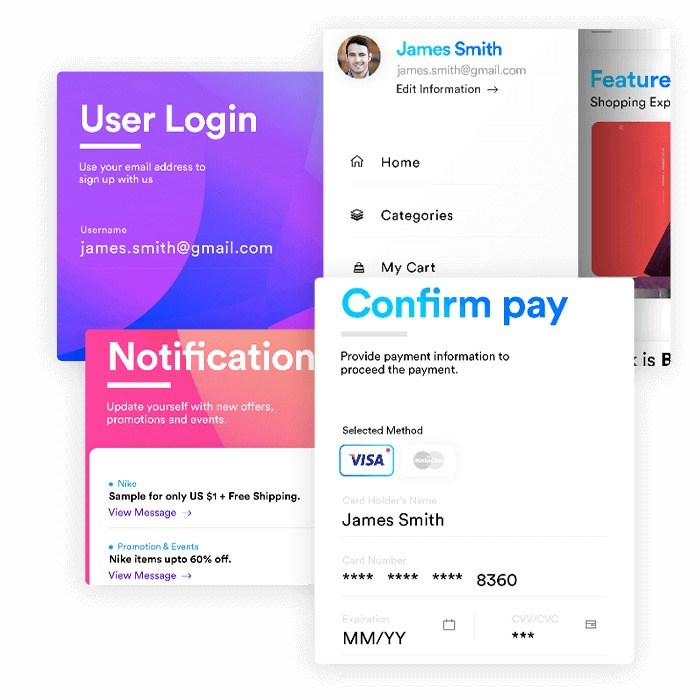 User Login
Use your email address to
sign up with us
Username
james.smith@gmail.com
James Smith
james.smith@gmail.com
Edit Information →
Home
Categories
My Cart
Feature
Shopping Exp
k is B
Notification
Update yourself with new offers,
promotions and events.
Nike
Sample for only US $1 + Free Shipping.
View Message →
Promotion & Events
Nike items upto 60% off.
View Message →
Confirm pay
Provide payment information to
proceed the payment.
Selected Method
VISA
Card Holder's Name
James Smith
Card Number
**** **** **** 8360
Expiration
MM/YY
CVV/CVC
***